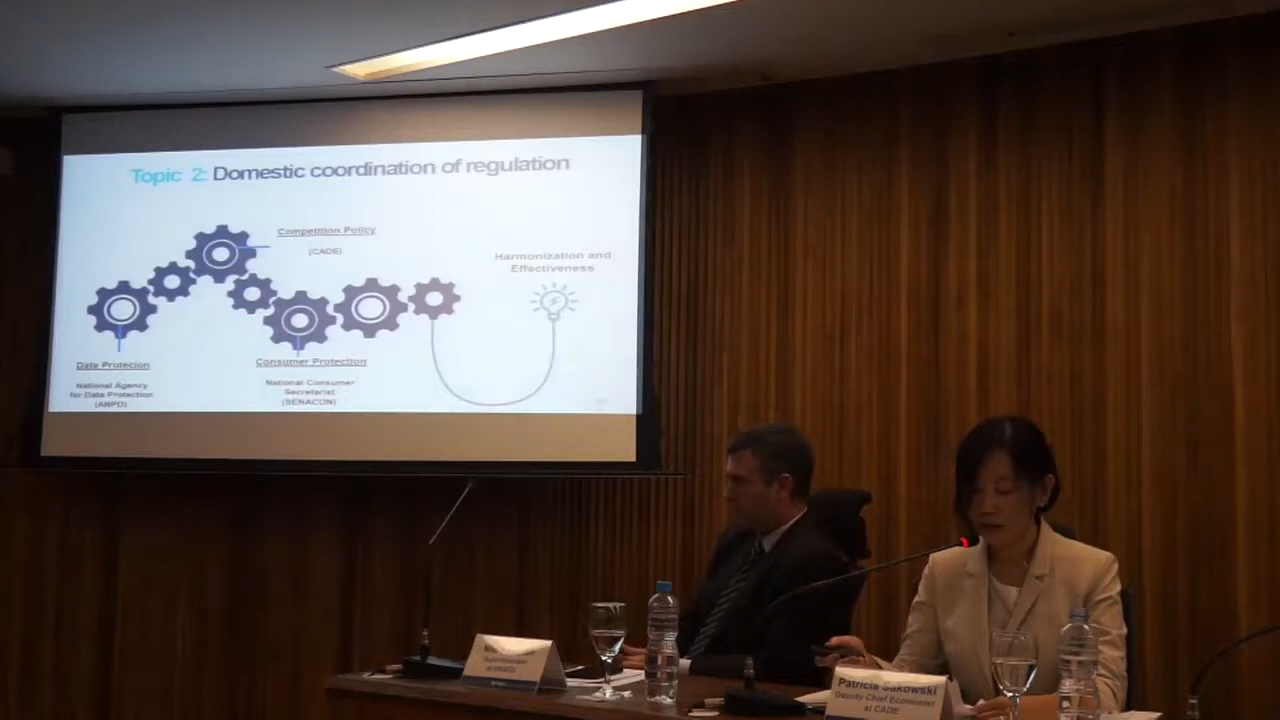 Topic 2: Domestic coordination of regulation
Competition Policy
(CADE)
Harmonization and
Effectiveness
Data Protecion
National Agency
for Data Protection
(ANPD)
Consumer Protection
National Consumer
Secretariat
(SENACON)
Patricia Sakowski
Deputy Chief Economist
at CADE